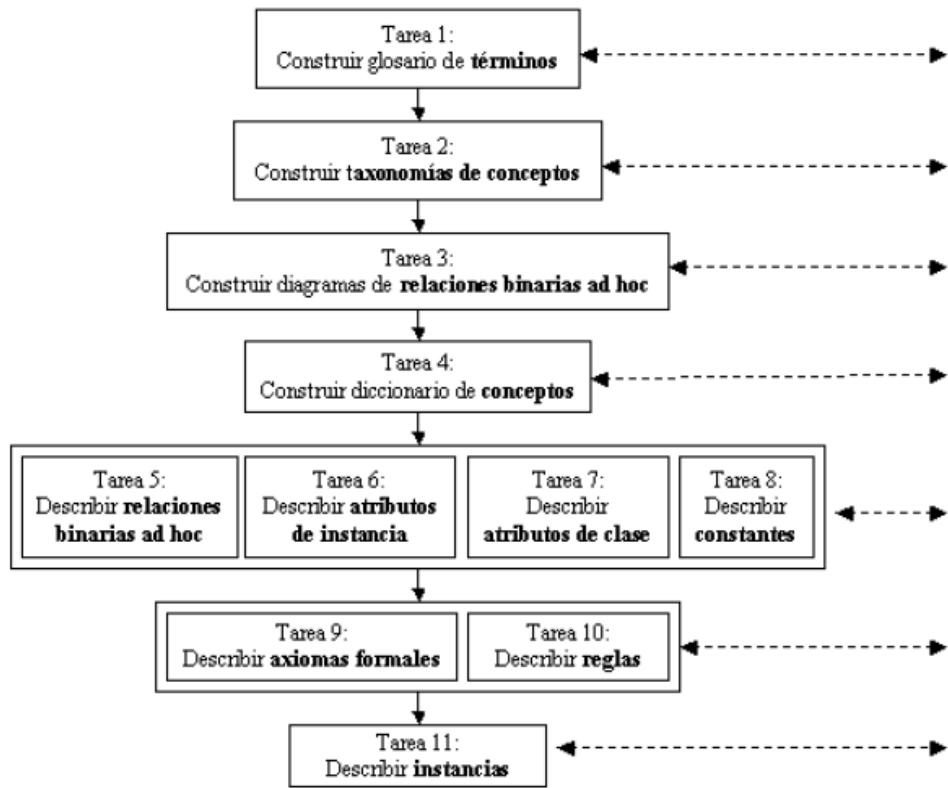 Tarea 1:
Construir glosario de términos
Tarea 2:
Construir taxonomías de conceptos
Tarea 3:
Construir diagramas de relaciones binarias ad hoc
Tarea 4:
Construir diccionario de conceptos
Tarea 5:
Describir relaciones
binarias ad hoc
Tarea 6:
Describir atributos
de instancia
Tarea 7:
Describir
atributos de clase
Tarea 8:
Describir
constantes
Tarea 9:
Describir axiomas formales
Tarea 10:
Describir reglas
Tarea 11:
Describir instancias